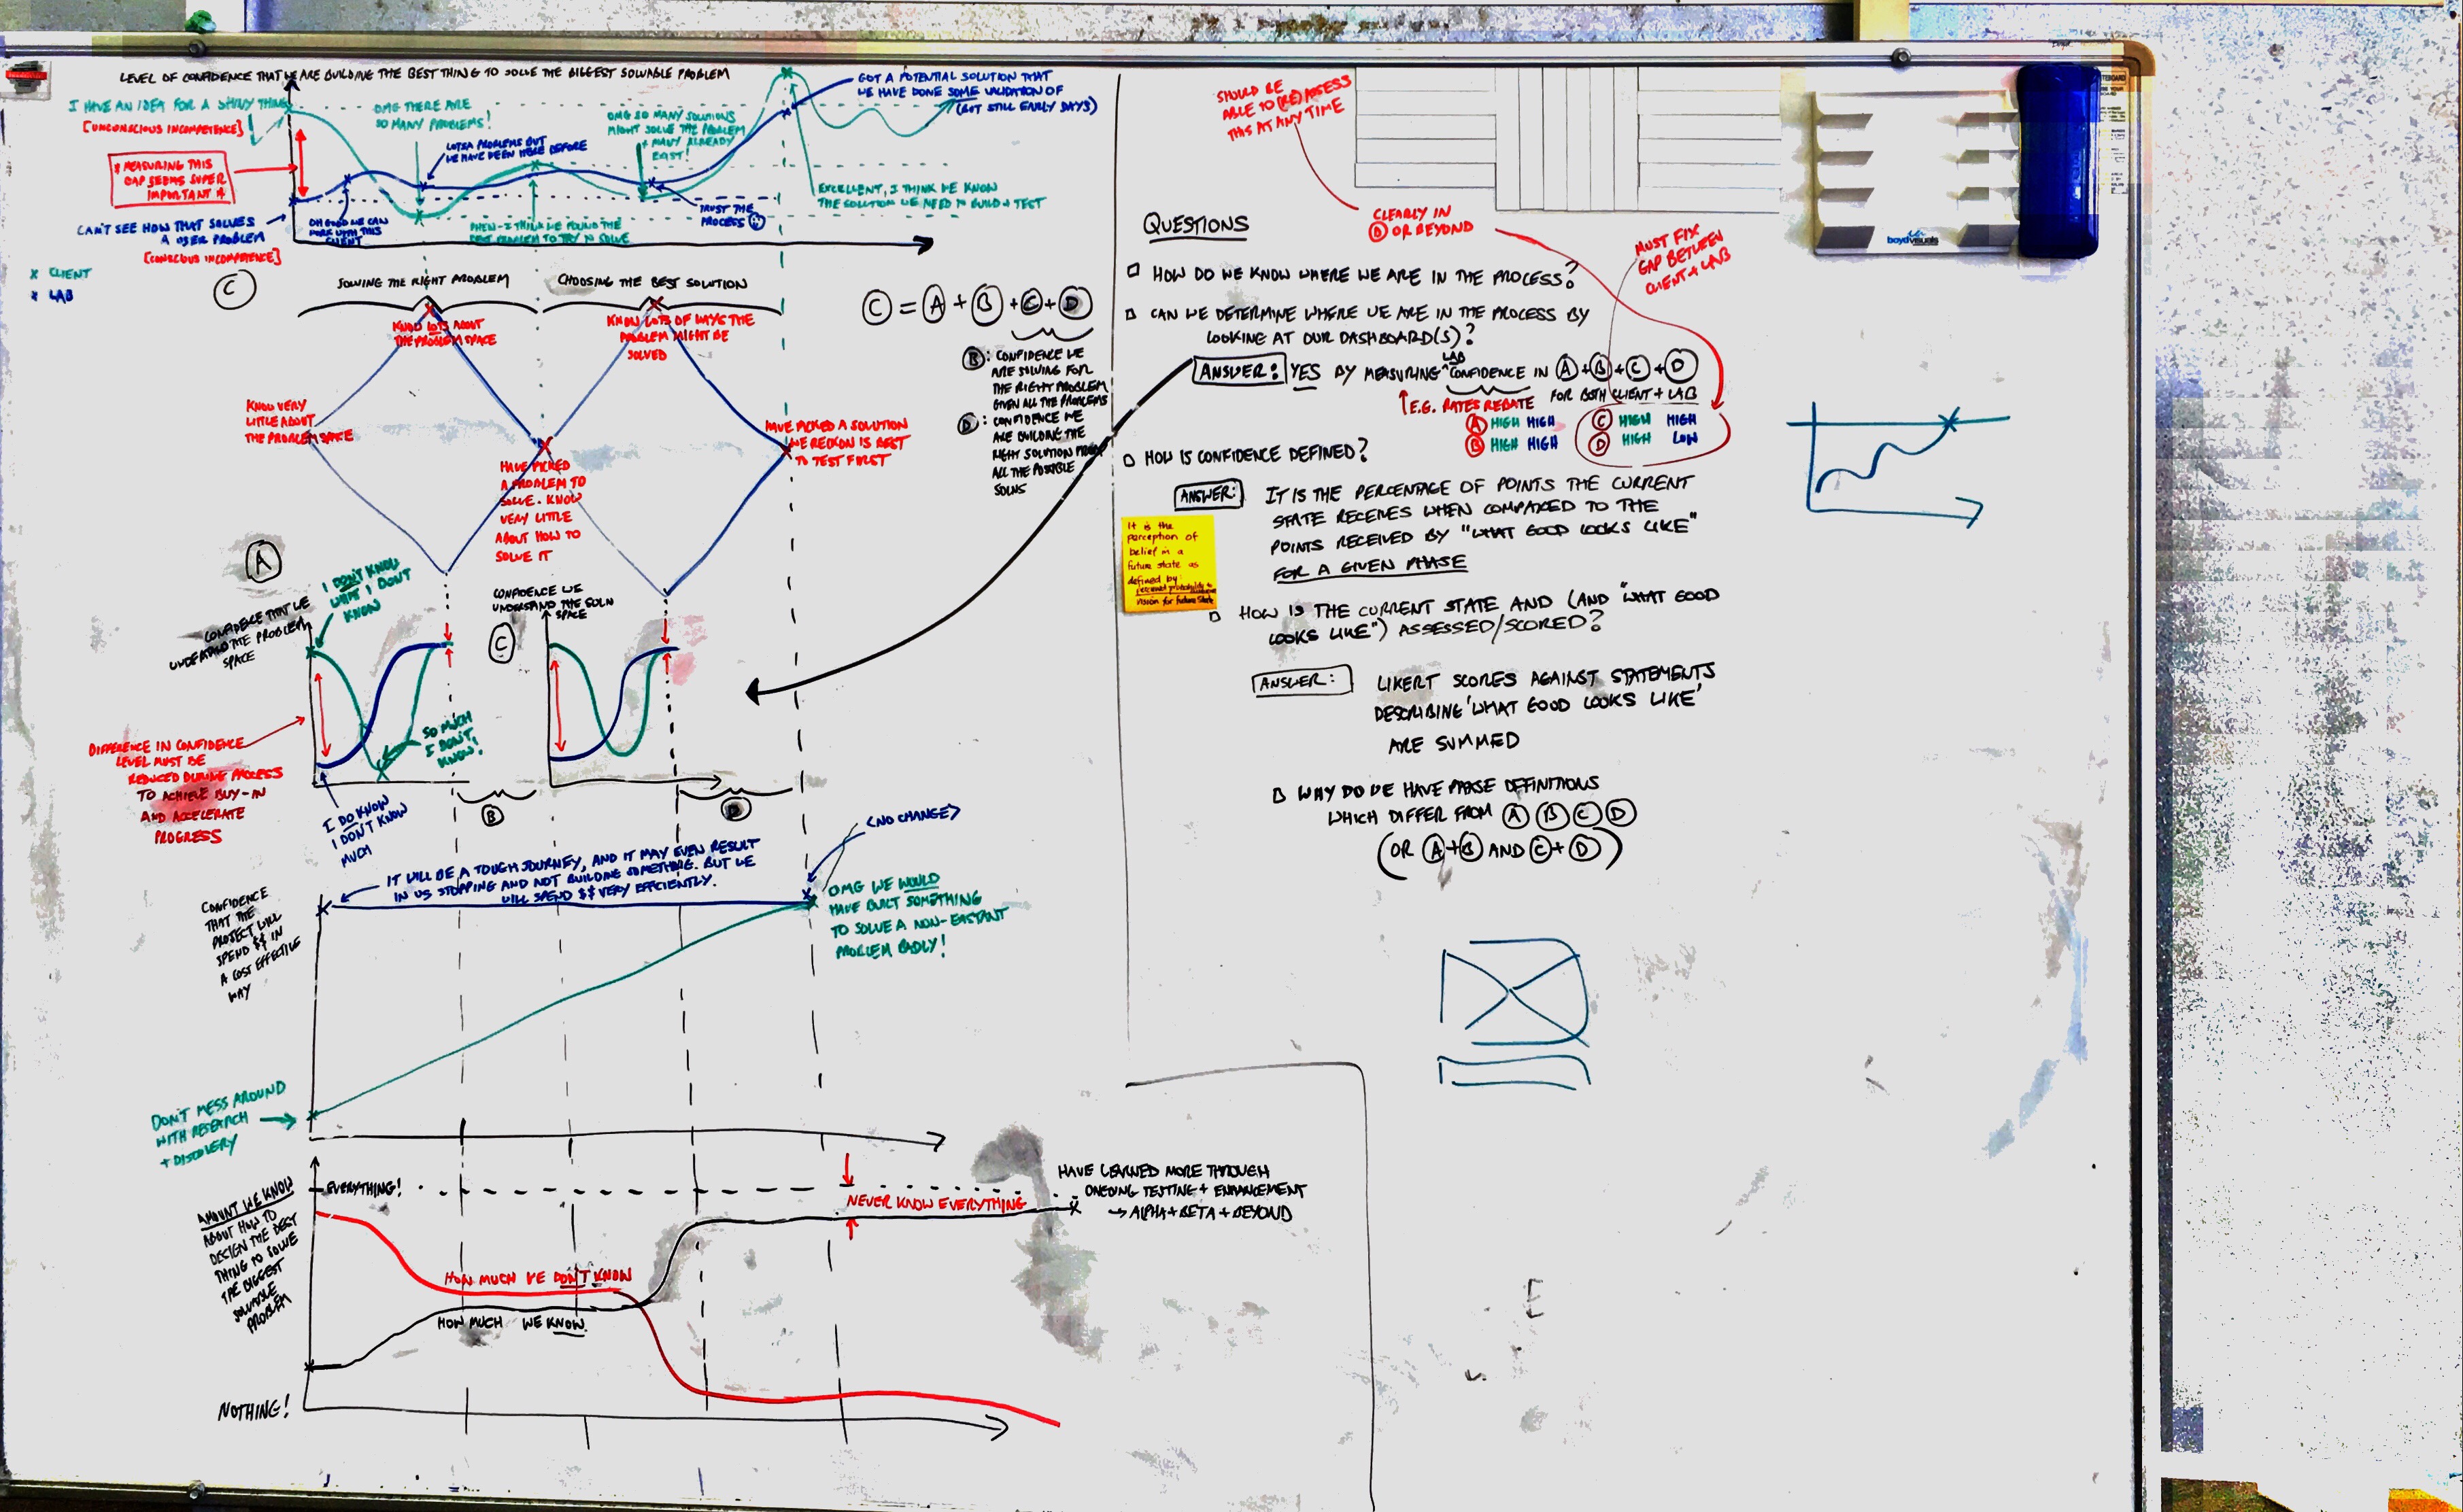 LEVEL OF CONFIDENCE THAT WE ARE BUILDING THE BEST THING TO SOLVE THE BIGGEST SOLVABLE PROBLEM
I HAVE AN IDEA FOR A SHINY THING
[UNCONSCIOUS INCOMPETENCE]
* MEASURING THIS
GAP SEEMS SUPER
IMPORTANT *
CAN'T SEE HOW THAT SOLVES
A USER PROBLEM
[CONSCIOUS INCOMPETENCE]
x CLIENT
x LAB
OMG THERE ARE
SO MANY PROBLEMS!
LOTSA PROBLEMS BUT
WE HAVE BEEN HERE BEFORE
OH GOOD WE CAN
WORK WITH THIS
CLIENT
PHEW - I THINK WE FOUND THE
BEST PROBLEM TO TRY N SOLVE
OMG SO MANY SOLUTIONS
MIGHT SOLVE THE PROBLEM
+ MANY ALREADY
EXIST!
TRUST THE
PROCESS
GOT A POTENTIAL SOLUTION THAT
WE HAVE DONE SOME VALIDATION OF
(BUT STILL EARLY DAYS)
EXCELLENT, I THINK WE KNOW
THE SOLUTION WE NEED TO BUILD + TEST
C
SOLVING THE RIGHT PROBLEM
CHOOSING THE BEST SOLUTION
KNOW LOTS ABOUT
THE PROBLEM SPACE
KNOW LOTS OF WAYS THE
PROBLEM MIGHT BE
SOLVED
KNOW VERY
LITTLE ABOUT
THE PROBLEM SPACE
HAVE PICKED
A PROBLEM TO
SOLVE. KNOW
VERY LITTLE
ABOUT HOW TO
SOLVE IT
HAVE PICKED A SOLUTION
WE RECKON IS BEST
TO TEST FIRST
C = A + B + C + D
B: CONFIDENCE WE
ARE SOLVING FOR
THE RIGHT PROBLEM
GIVEN ALL THE PROBLEMS
D: CONFIDENCE WE
ARE BUILDING THE
RIGHT SOLUTION FROM
ALL THE POSSIBLE
SOLNS
A
CONFIDENCE THAT WE
UNDERSTAND THE PROBLEM
SPACE
I DON'T KNOW
WHAT I DON'T
KNOW
SO MUCH
I DON'T
KNOW!
I DO KNOW
I DON'T KNOW
MUCH
DIFFERENCE IN CONFIDENCE
LEVEL MUST BE
REDUCED DURING PROCESS
TO ACHIEVE BUY-IN
AND ACCELERATE
PROGRESS
B
C
CONFIDENCE WE
UNDERSTAND THE SOLN
SPACE
D
CONFIDENCE
THAT THE
PROJECT WILL
SPEND $$ IN
A COST EFFECTIVE
WAY
IT WILL BE A TOUGH JOURNEY, AND IT MAY EVEN RESULT
IN US STOPPING AND NOT BUILDING SOMETHING. BUT WE
WILL SPEND $$ VERY EFFICIENTLY.
<NO CHANGE>
OMG WE WOULD
HAVE BUILT SOMETHING
TO SOLVE A NON-EXISTANT
PROBLEM BADLY!
DON'T MESS AROUND
WITH RESEARCH
+ DISCOVERY
AMOUNT WE KNOW
ABOUT HOW TO
DESIGN THE BEST
THING TO SOLVE
THE BIGGEST
SOLVABLE
PROBLEM
EVERYTHING!
NEVER KNOW EVERYTHING
HOW MUCH WE DON'T KNOW
HOW MUCH WE KNOW
NOTHING!
HAVE LEARNED MORE THROUGH
ONGOING TESTING + ENHANCEMENT
→ ALPHA + BETA + BEYOND
SHOULD BE
ABLE TO (RE)ASSESS
THIS AT ANY TIME
CLEARLY IN
D OR BEYOND
MUST FIX
GAP BETWEEN
CLIENT + LAB
QUESTIONS
HOW DO WE KNOW WHERE WE ARE IN THE PROCESS?
CAN WE DETERMINE WHERE WE ARE IN THE PROCESS BY
LOOKING AT OUR DASHBOARD(S)?
LAB
ANSWER: YES BY MEASURING ^ CONFIDENCE IN A + B + C + D
FOR BOTH CLIENT + LAB
E.G. RATES REBATE
A HIGH HIGH C HIGH HIGH
B HIGH HIGH D HIGH LOW
HOW IS CONFIDENCE DEFINED?
ANSWER: IT IS THE PERCENTAGE OF POINTS THE CURRENT
STATE RECEIVES WHEN COMPARED TO THE
POINTS RECEIVED BY "WHAT GOOD LOOKS LIKE"
FOR A GIVEN PHASE
It is the
perception of
belief in a
future state as
defined by
vision for Future State
HOW IS THE CURRENT STATE AND (AND "WHAT GOOD
LOOKS LIKE") ASSESSED/SCORED?
ANSWER: LIKERT SCORES AGAINST STATEMENTS
DESCRIBING 'WHAT GOOD LOOKS LIKE'
ARE SUMMED
WHY DO WE HAVE PHASE DEFINITIONS
WHICH DIFFER FROM A B C D
(OR A+B AND C+D)
boydvisuals